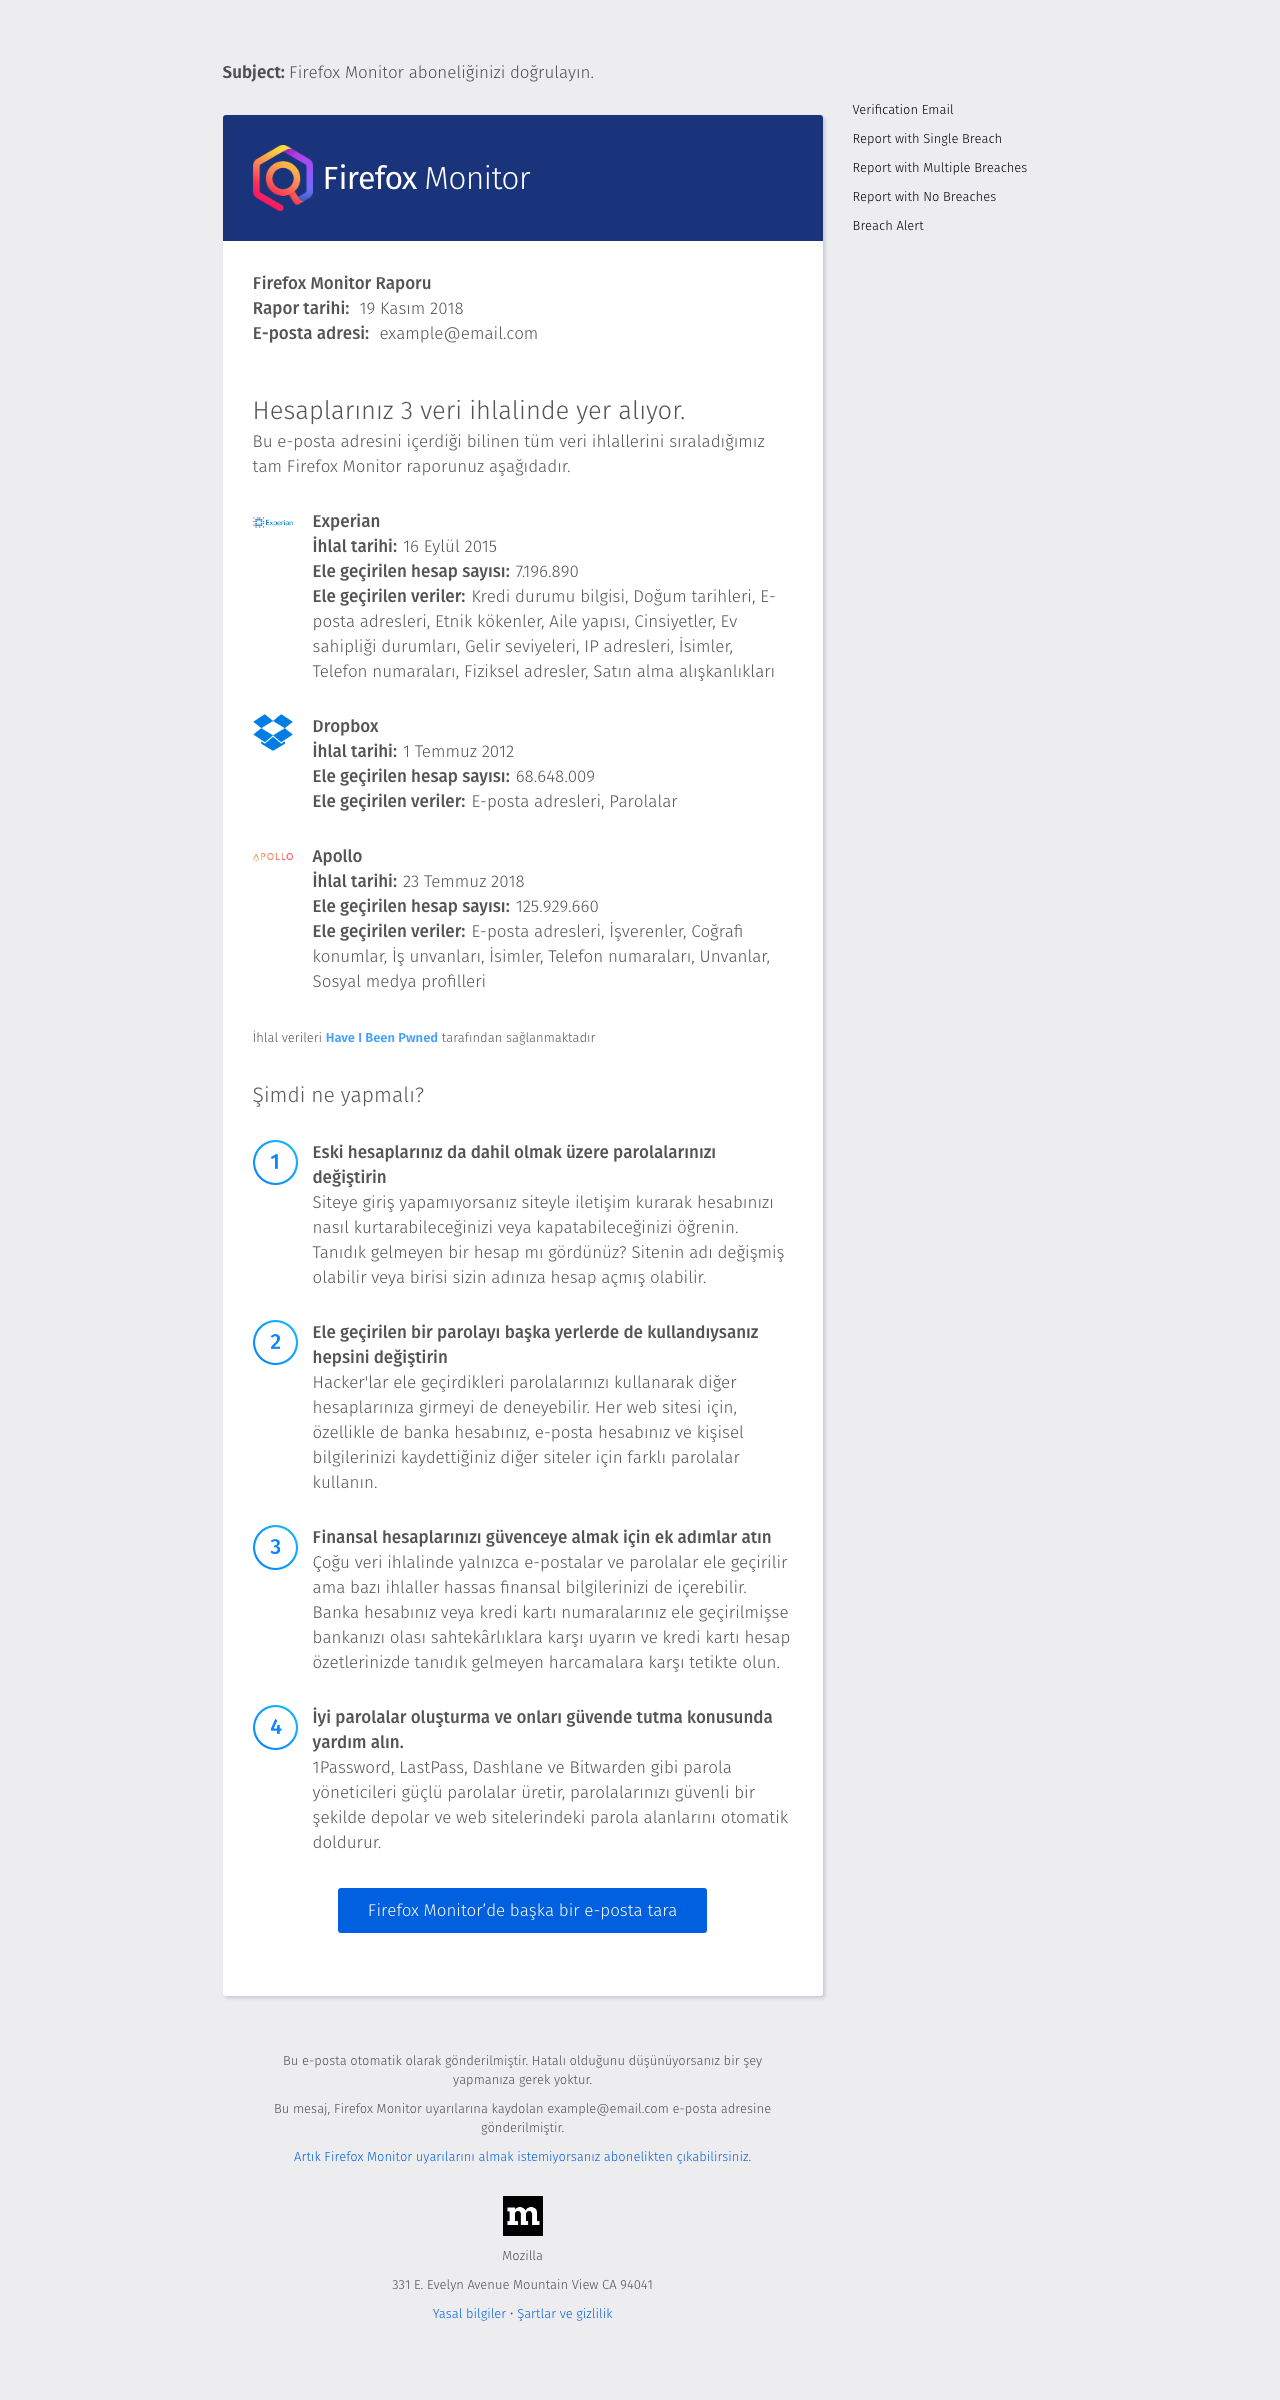 Subject: Firefox Monitor aboneliğinizi doğrulayın.
Verification Email
Report with Single Breach
Report with Multiple Breaches
Report with No Breaches
Breach Alert
Firefox Monitor
Firefox Monitor Raporu
Rapor tarihi: 19 Kasım 2018
E-posta adresi: example@email.com
Hesaplarınız 3 veri ihlalinde yer alıyor.
Bu e-posta adresini içerdiği bilinen tüm veri ihlallerini sıraladığımız
tam Firefox Monitor raporunuz aşağıdadır.
Experian
Experian
İhlal tarihi: 16 Eylül 2015
Ele geçirilen hesap sayısı: 7.196.890
Ele geçirilen veriler: Kredi durumu bilgisi, Doğum tarihleri, E-
posta adresleri, Etnik kökenler, Aile yapısı, Cinsiyetler, Ev
sahipliği durumları, Gelir seviyeleri, IP adresleri, İsimler,
Telefon numaraları, Fiziksel adresler, Satın alma alışkanlıkları
Dropbox
İhlal tarihi: 1 Temmuz 2012
Ele geçirilen hesap sayısı: 68.648.009
Ele geçirilen veriler: E-posta adresleri, Parolalar
APOLLO
Apollo
İhlal tarihi: 23 Temmuz 2018
Ele geçirilen hesap sayısı: 125.929.660
Ele geçirilen veriler: E-posta adresleri, İşverenler, Coğrafi
konumlar, İş unvanları, İsimler, Telefon numaraları, Unvanlar,
Sosyal medya profilleri
İhlal verileri Have I Been Pwned tarafından sağlanmaktadır
Şimdi ne yapmalı?
1
Eski hesaplarınız da dahil olmak üzere parolalarınızı
değiştirin
Siteye giriş yapamıyorsanız siteyle iletişim kurarak hesabınızı
nasıl kurtarabileceğinizi veya kapatabileceğinizi öğrenin.
Tanıdık gelmeyen bir hesap mı gördünüz? Sitenin adı değişmiş
olabilir veya birisi sizin adınıza hesap açmış olabilir.
2
Ele geçirilen bir parolayı başka yerlerde de kullandıysanız
hepsini değiştirin
Hacker'lar ele geçirdikleri parolalarınızı kullanarak diğer
hesaplarınıza girmeyi de deneyebilir. Her web sitesi için,
özellikle de banka hesabınız, e-posta hesabınız ve kişisel
bilgilerinizi kaydettiğiniz diğer siteler için farklı parolalar
kullanın.
3
Finansal hesaplarınızı güvenceye almak için ek adımlar atın
Çoğu veri ihlalinde yalnızca e-postalar ve parolalar ele geçirilir
ama bazı ihlaller hassas finansal bilgilerinizi de içerebilir.
Banka hesabınız veya kredi kartı numaralarınız ele geçirilmişse
bankanızı olası sahtekârlıklara karşı uyarın ve kredi kartı hesap
özetlerinizde tanıdık gelmeyen harcamalara karşı tetikte olun.
4
İyi parolalar oluşturma ve onları güvende tutma konusunda
yardım alın.
1Password, LastPass, Dashlane ve Bitwarden gibi parola
yöneticileri güçlü parolalar üretir, parolalarınızı güvenli bir
şekilde depolar ve web sitelerindeki parola alanlarını otomatik
doldurur.
Firefox Monitor’de başka bir e-posta tara
Bu e-posta otomatik olarak gönderilmiştir. Hatalı olduğunu düşünüyorsanız bir şey
yapmanıza gerek yoktur.
Bu mesaj, Firefox Monitor uyarılarına kaydolan example@email.com e-posta adresine
gönderilmiştir.
Artık Firefox Monitor uyarılarını almak istemiyorsanız abonelikten çıkabilirsiniz.
m
Mozilla
331 E. Evelyn Avenue Mountain View CA 94041
Yasal bilgiler • Şartlar ve gizlilik